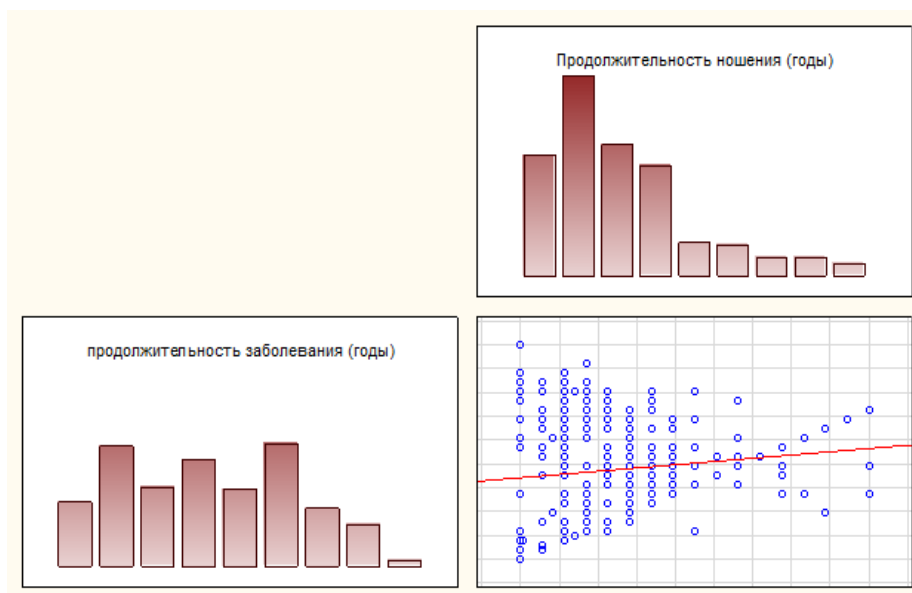 Продолжительность ношения (годы)
продолжительность заболевания (годы)